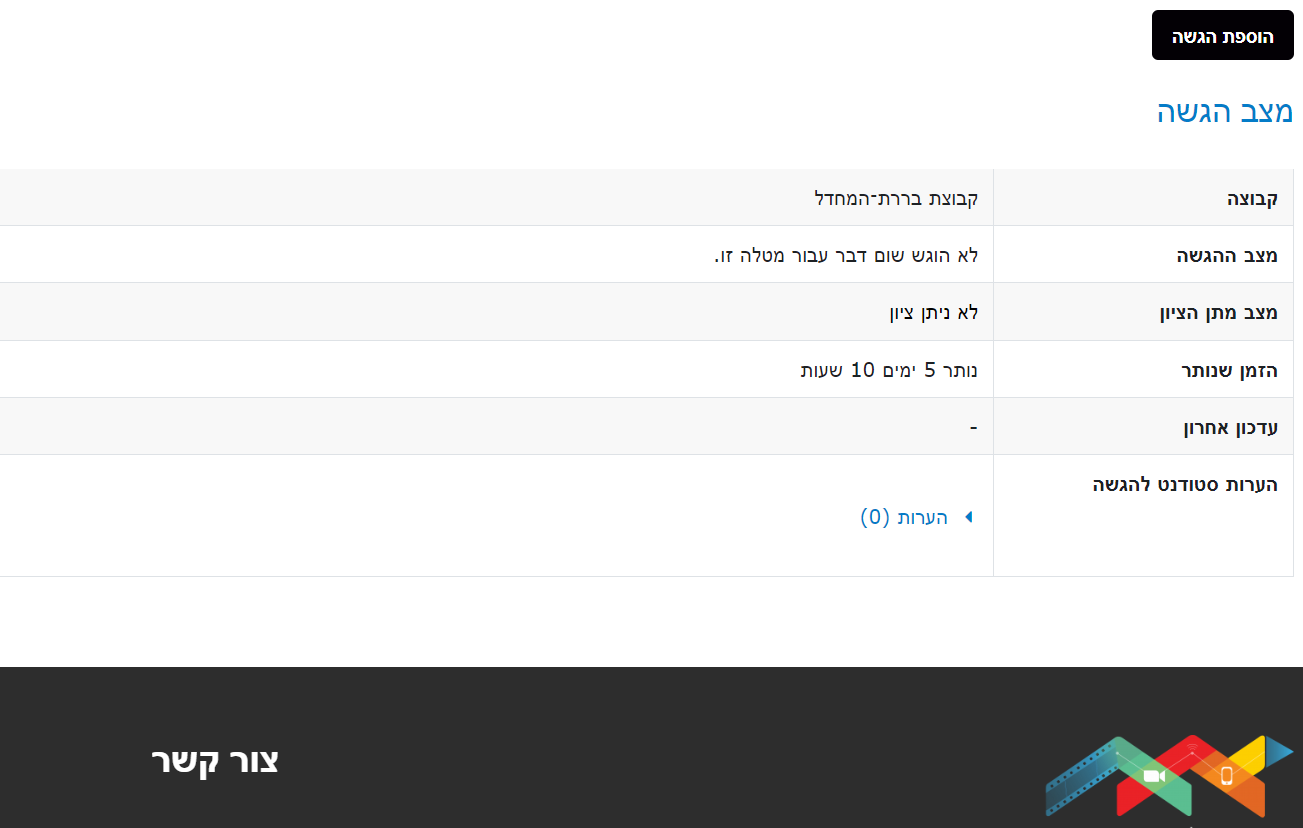 הוספת הגשה
מצב הגשה
קבוצה קבוצת בררת־המחדל
מצב ההגשה לא הוגש שום דבר עבור מטלה זו.
מצב מתן הציון לא ניתן ציון
הזמן שנותר נותר 5 ימים 10 שעות
עדכון אחרון -
הערות סטודנט להגשה
הערות (0)
צור קשר